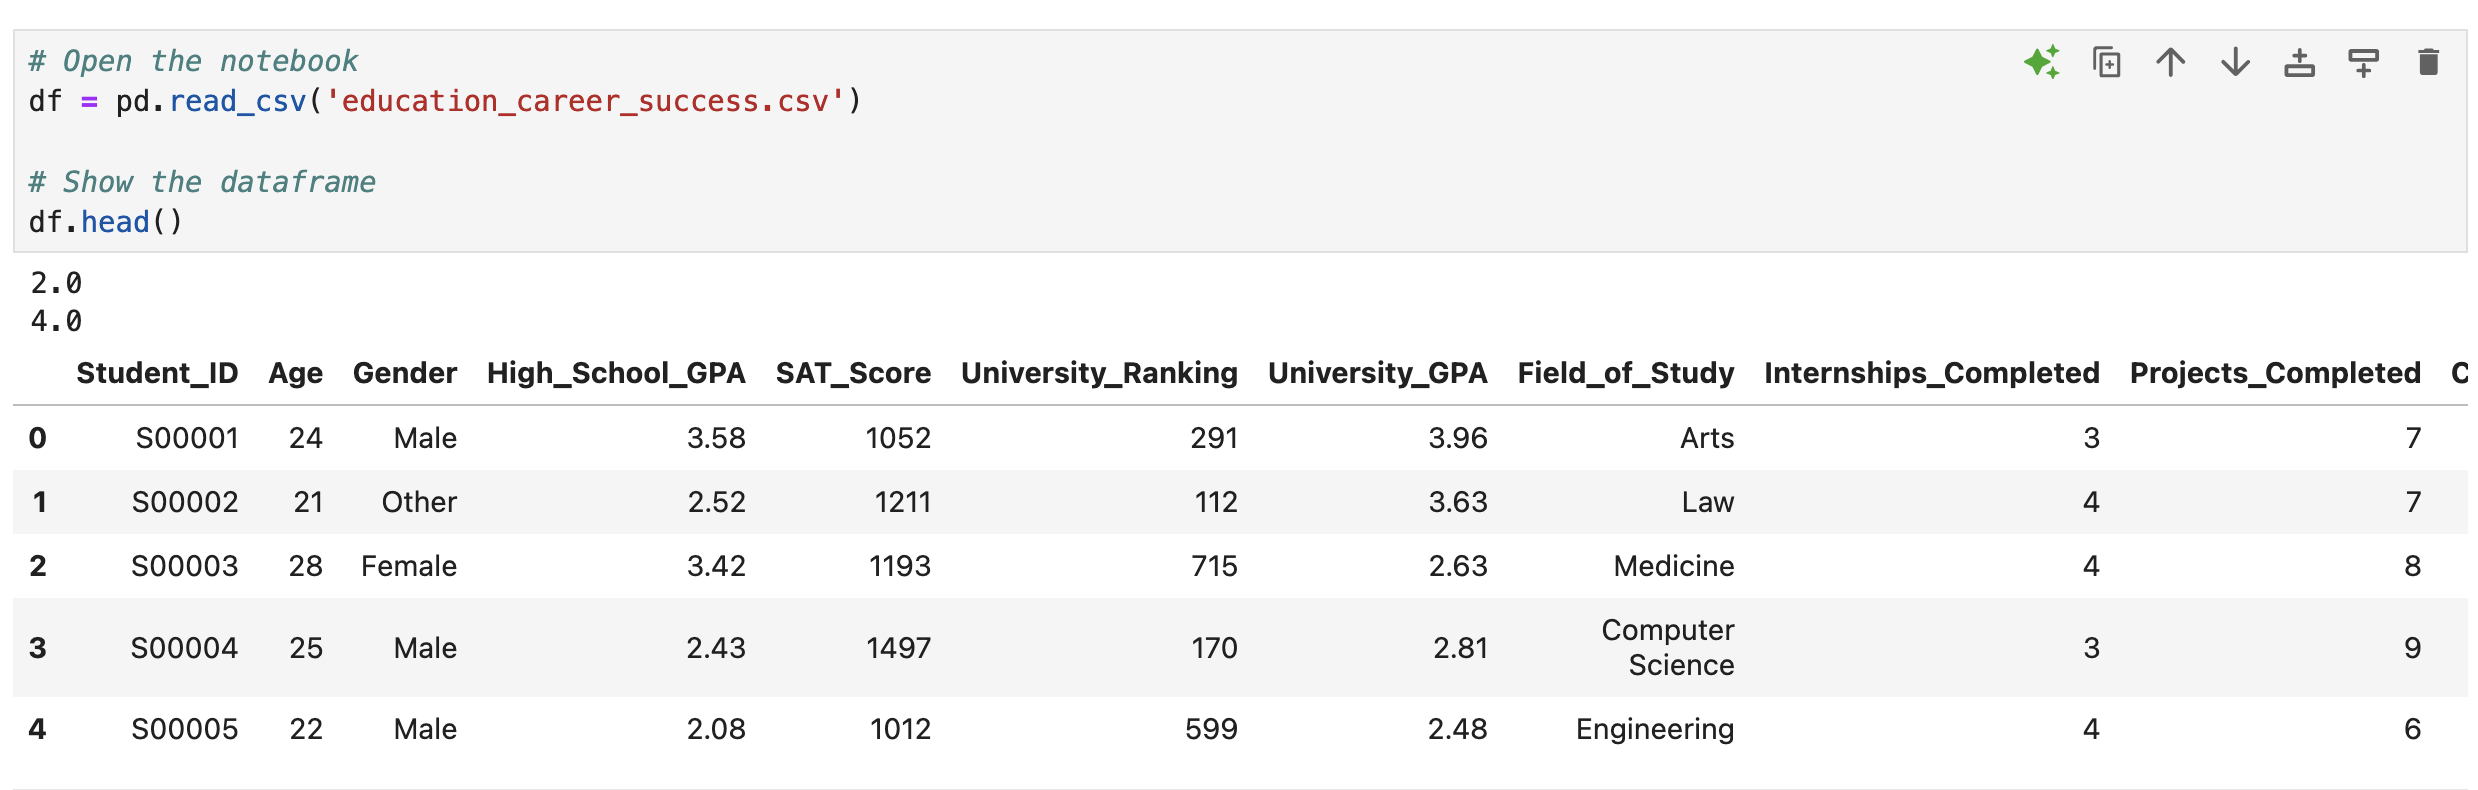 # Open the notebook
df = pd.read_csv('education_career_success.csv')
# Show the dataframe
df.head()
2.0
4.0
Student_ID Age Gender High_School_GPA SAT_Score University_Ranking University_GPA Field_of_Study Internships_Completed Projects_Completed C
0 S00001 24 Male 3.58 1052 291 3.96 Arts 3 7
1 S00002 21 Other 2.52 1211 112 3.63 Law 4 7
2 S00003 28 Female 3.42 1193 715 2.63 Medicine 4 8
3 S00004 25 Male 2.43 1497 170 2.81 Computer Science 3 9
4 S00005 22 Male 2.08 1012 599 2.48 Engineering 4 6